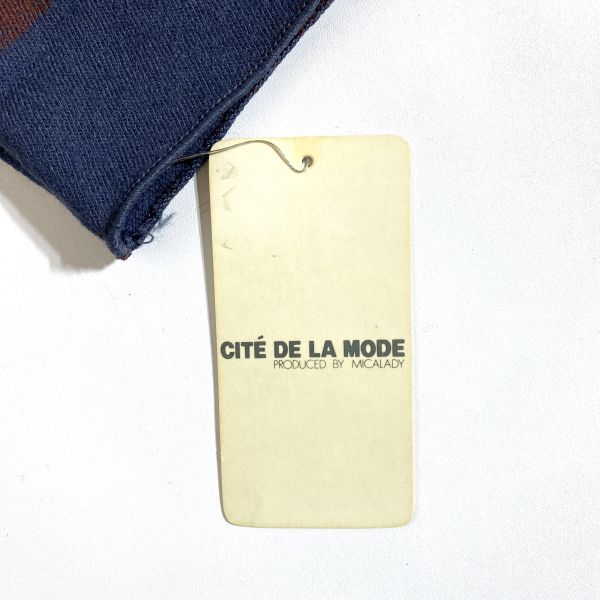 CITÉ DE LA MODE
PRODUCED BY MICALADY